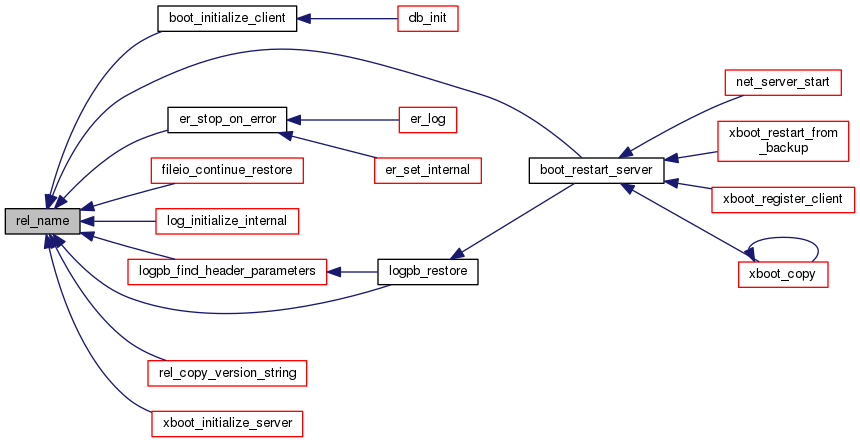 boot_initialize_client
db_init
net_server_start
er_stop_on_error
er_log
xboot_restart_from
_backup
fileio_continue_restore
er_set_internal
boot_restart_server
xboot_register_client
rel_name
log_initialize_internal
logpb_find_header_parameters
logpb_restore
xboot_copy
rel_copy_version_string
xboot_initialize_server